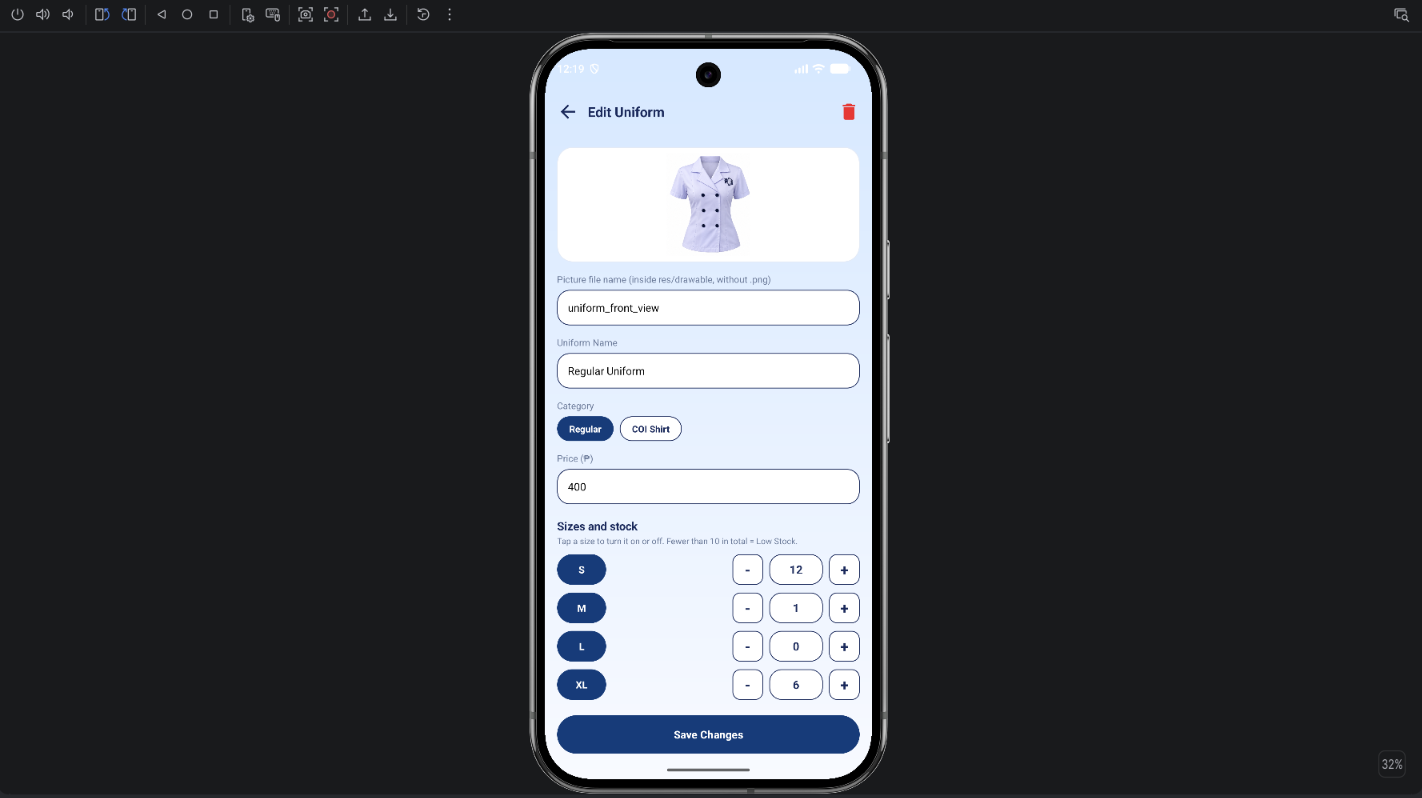 12:19
Edit Uniform
Picture file name (inside res/drawable, without .png)
uniform_front_view
Uniform Name
Regular Uniform
Category
Regular COI Shirt
Price (₱)
400
Sizes and stock
Tap a size to turn it on or off. Fewer than 10 in total = Low Stock.
S - 12 +
M - 1 +
L - 0 +
XL - 6 +
Save Changes
32%